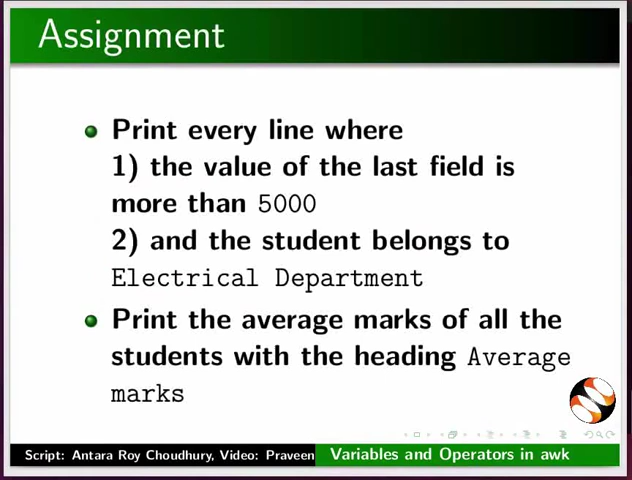 Assignment
Print every line where
1) the value of the last field is
more than 5000
2) and the student belongs to
Electrical Department
Print the average marks of all the
students with the heading Average
marks
Script: Antara Roy Choudhury, Video: Praveen
Variables and Operators in awk